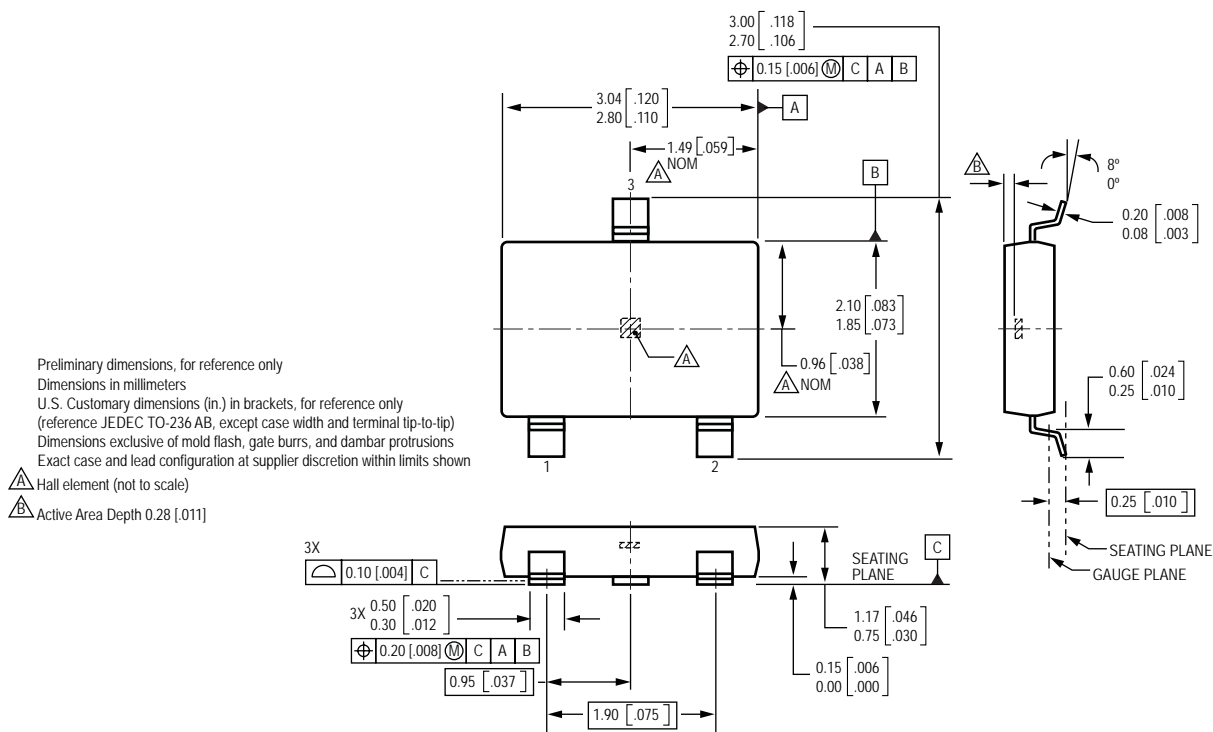 3.00 [ .118
2.70 [ .106
⌖ 0.15 [.006] Ⓜ C A B
3.04 [ .120
2.80 [ .110
A
1.49 [.059]
A NOM
3
B
B
8º
0º
0.20 [ .008
0.08 [ .003
2.10 [ .083
1.85 [ .073
A
0.96 [.038]
A NOM
0.60 [ .024
0.25 [ .010
1
2
Preliminary dimensions, for reference only
Dimensions in millimeters
U.S. Customary dimensions (in.) in brackets, for reference only
(reference JEDEC TO-236 AB, except case width and terminal tip-to-tip)
Dimensions exclusive of mold flash, gate burrs, and dambar protrusions
Exact case and lead configuration at supplier discretion within limits shown
A Hall element (not to scale)
B Active Area Depth 0.28 [.011]
0.25 [.010]
SEATING PLANE
GAUGE PLANE
3X
⌓ 0.10 [.004] C
SEATING
PLANE
C
3X 0.50 [ .020
0.30 [ .012
⌖ 0.20 [.008] Ⓜ C A B
0.95 [.037]
1.90 [.075]
1.17 [ .046
0.75 [ .030
0.15 [ .006
0.00 [ .000